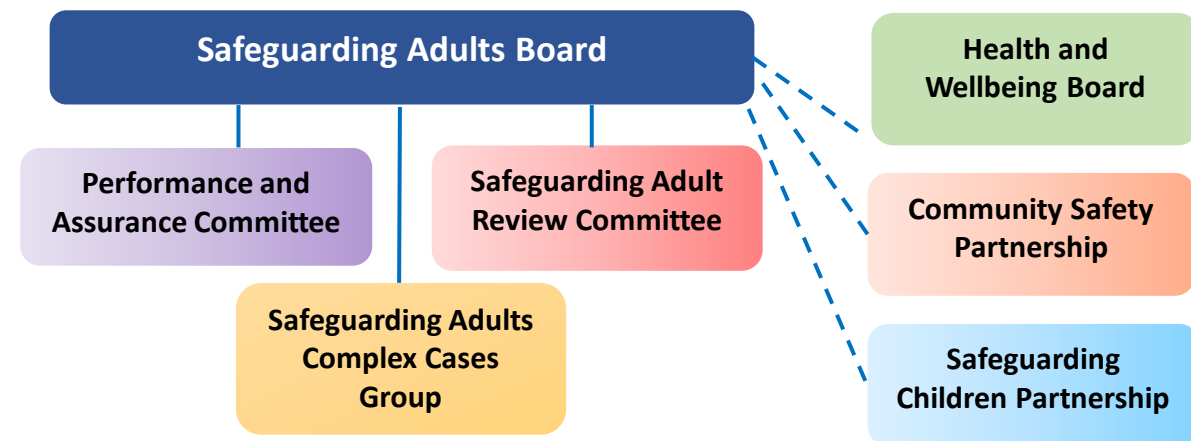 Safeguarding Adults Board
Health and
Wellbeing Board
Performance and
Assurance Committee
Safeguarding Adult
Review Committee
Community Safety
Partnership
Safeguarding Adults
Complex Cases
Group
Safeguarding
Children Partnership